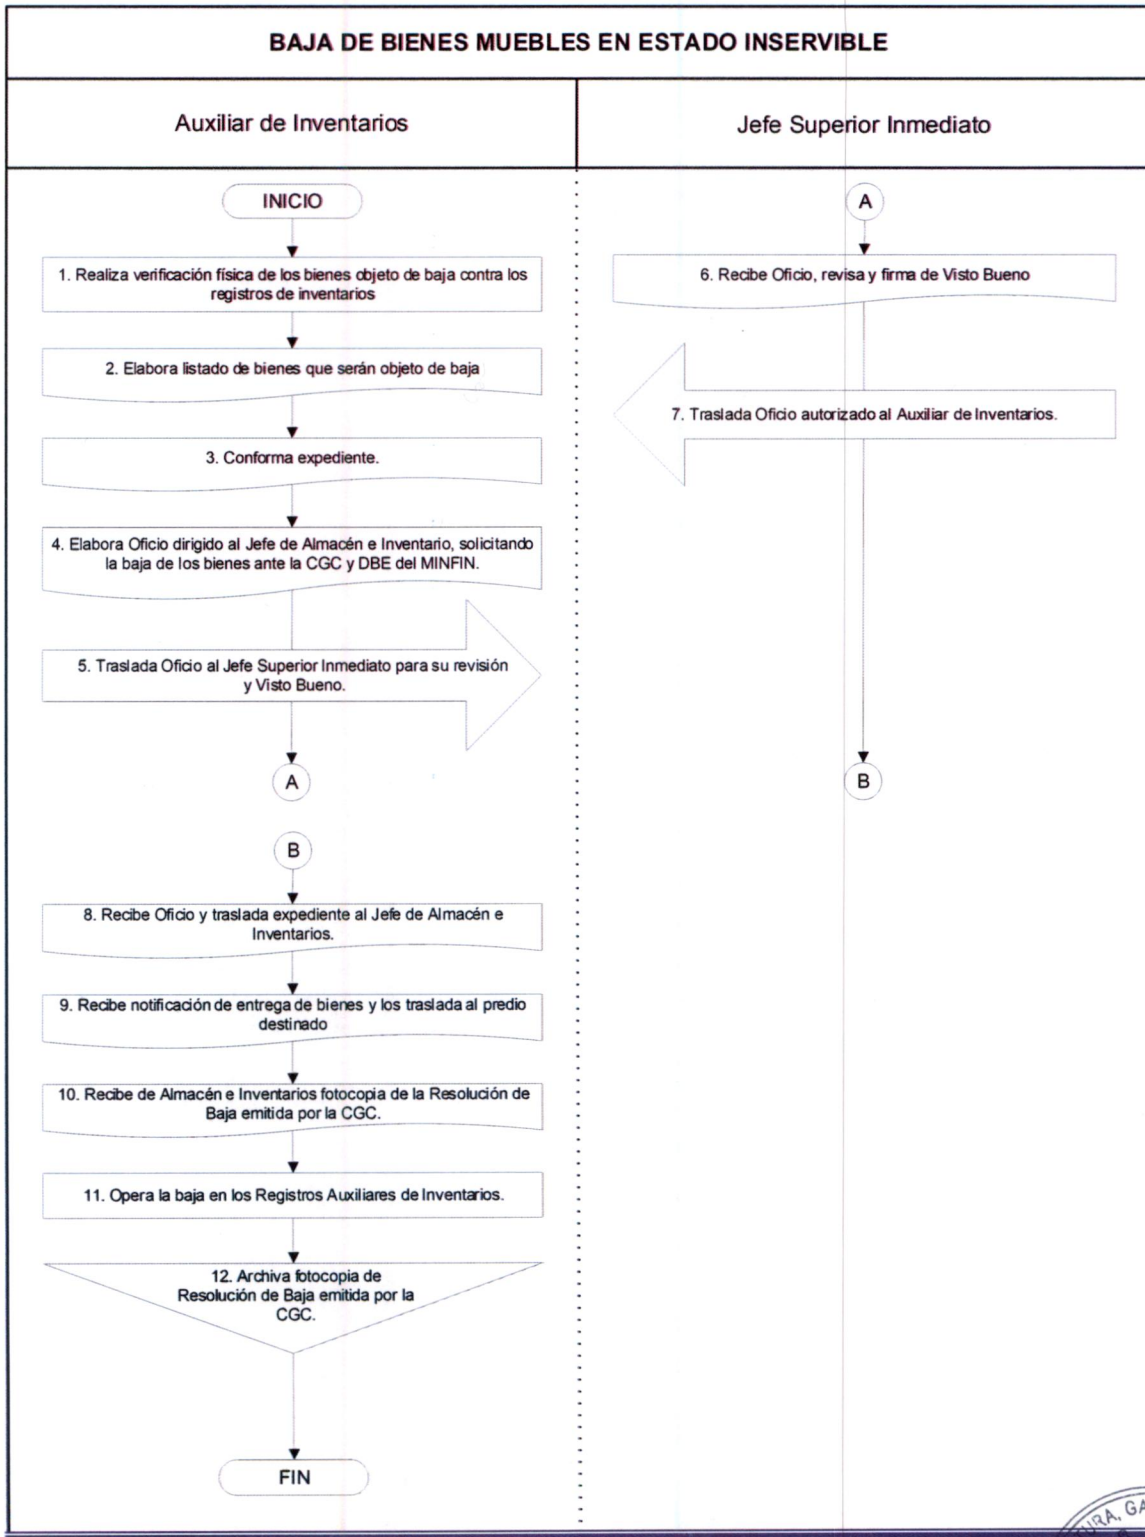 BAJA DE BIENES MUEBLES EN ESTADO INSERVIBLE
Auxiliar de Inventarios
Jefe Superior Inmediato
INICIO
1. Realiza verificación física de los bienes objeto de baja contra los
registros de inventarios
2. Elabora listado de bienes que serán objeto de baja
3. Conforma expediente.
4. Elabora Oficio dirigido al Jefe de Almacén e Inventario, solicitando
la baja de los bienes ante la CGC y DBE del MINFIN.
5. Traslada Oficio al Jefe Superior Inmediato para su revisión
y Visto Bueno.
A
A
6. Recibe Oficio, revisa y firma de Visto Bueno
7. Traslada Oficio autorizado al Auxiliar de Inventarios.
B
B
8. Recibe Oficio y traslada expediente al Jefe de Almacén e
Inventarios.
9. Recibe notificación de entrega de bienes y los traslada al predio
destinado
10. Recibe de Almacén e Inventarios fotocopia de la Resolución de
Baja emitida por la CGC.
11. Opera la baja en los Registros Auxiliares de Inventarios.
12. Archiva fotocopia de
Resolución de Baja emitida por la
CGC.
FIN